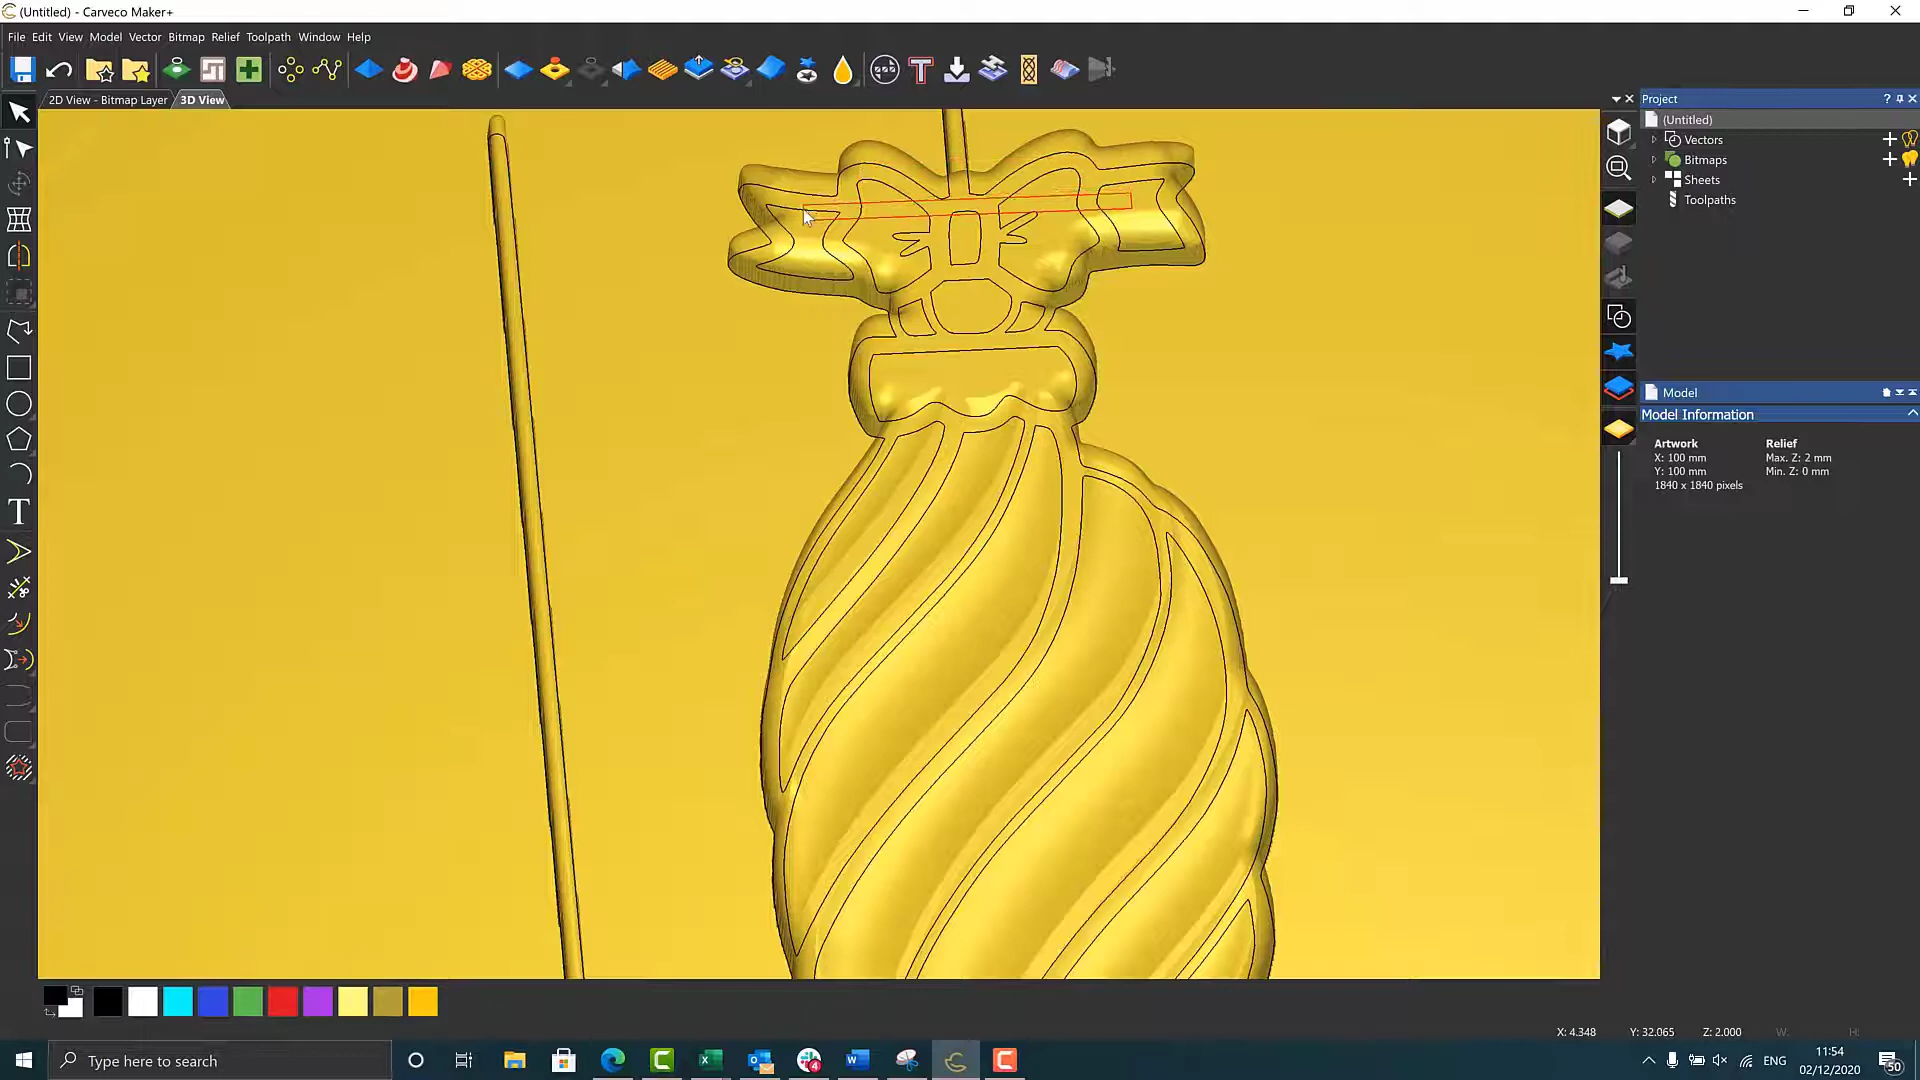 (Untitled) - Carveco Maker+
File Edit View Model Vector Bitmap Relief Toolpath Window Help
2D View - Bitmap Layer 3D View
Project
(Untitled)
Vectors
Bitmaps
Sheets
Toolpaths
Model
Model Information
Artwork Relief
X: 100 mm Max. Z: 2 mm
Y: 100 mm Min. Z: 0 mm
1840 x 1840 pixels
X: 4.348 Y: 32.065 Z: 2.000 W: H:
Type here to search
ENG
11:54
02/12/2020
50
4